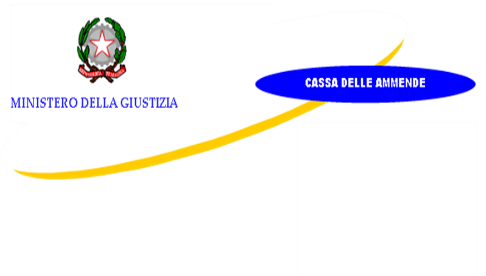 MINISTERO DELLA GIUSTIZIA
CASSA DELLE AMMENDE